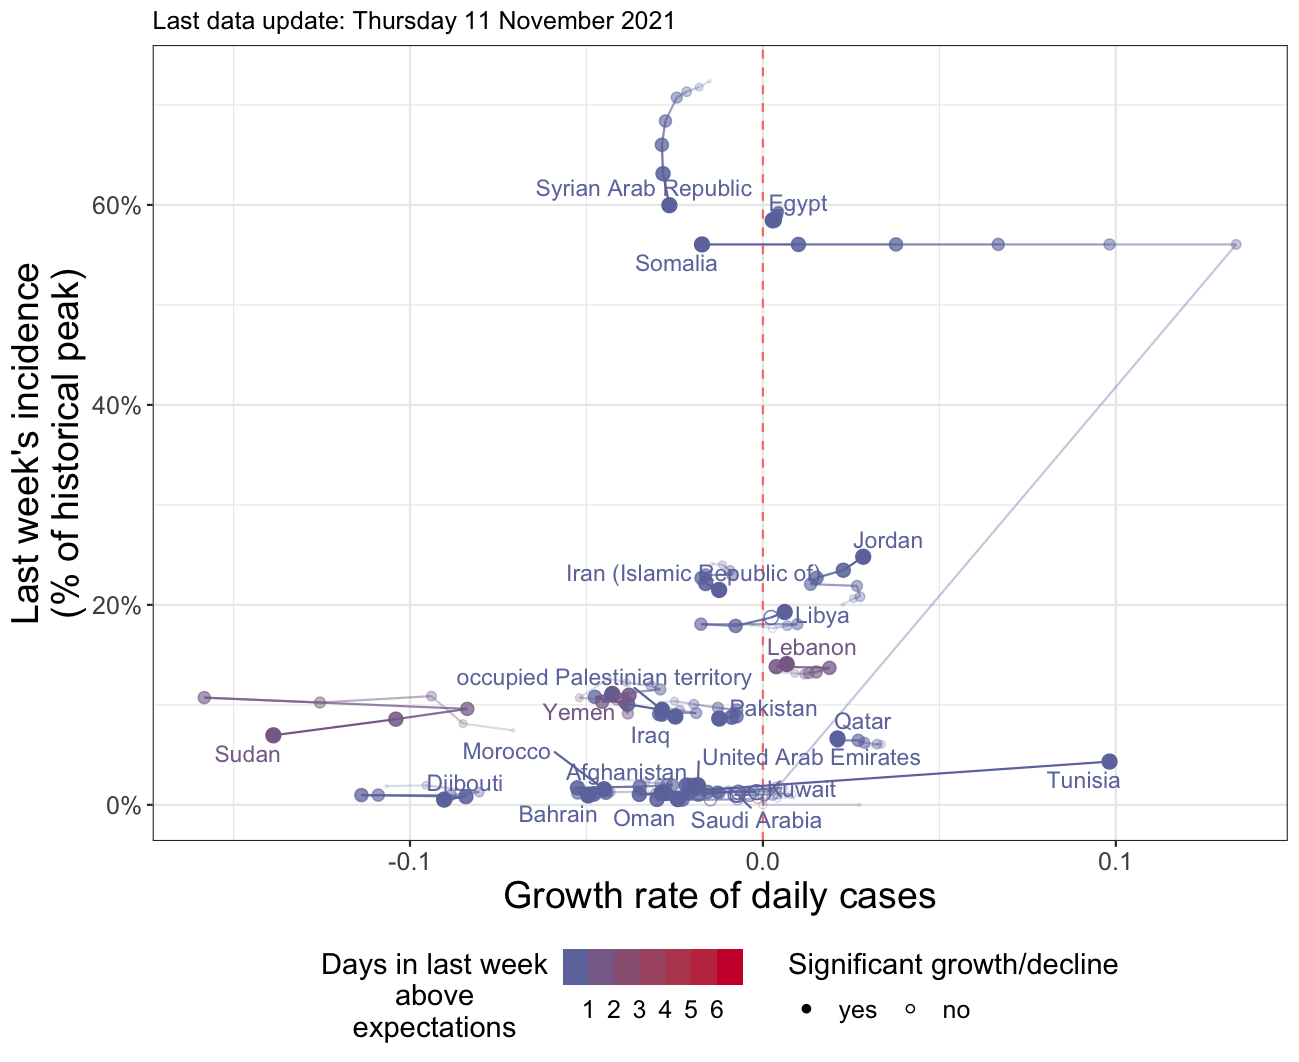 Last data update: Thursday 11 November 2021
Last week's incidence
(% of historical peak)
60%
40%
20%
0%
Syrian Arab Republic
Egypt
Somalia
Jordan
Iran (Islamic Republic of)
Libya
Lebanon
occupied Palestinian territory
Yemen
Pakistan
Iraq
Qatar
Sudan
Morocco
United Arab Emirates
Afghanistan
Tunisia
Djibouti
Kuwait
Bahrain
Oman
Saudi Arabia
-0.1
0.0
0.1
Growth rate of daily cases
Days in last week
above
expectations
1 2 3 4 5 6
Significant growth/decline
yes
no